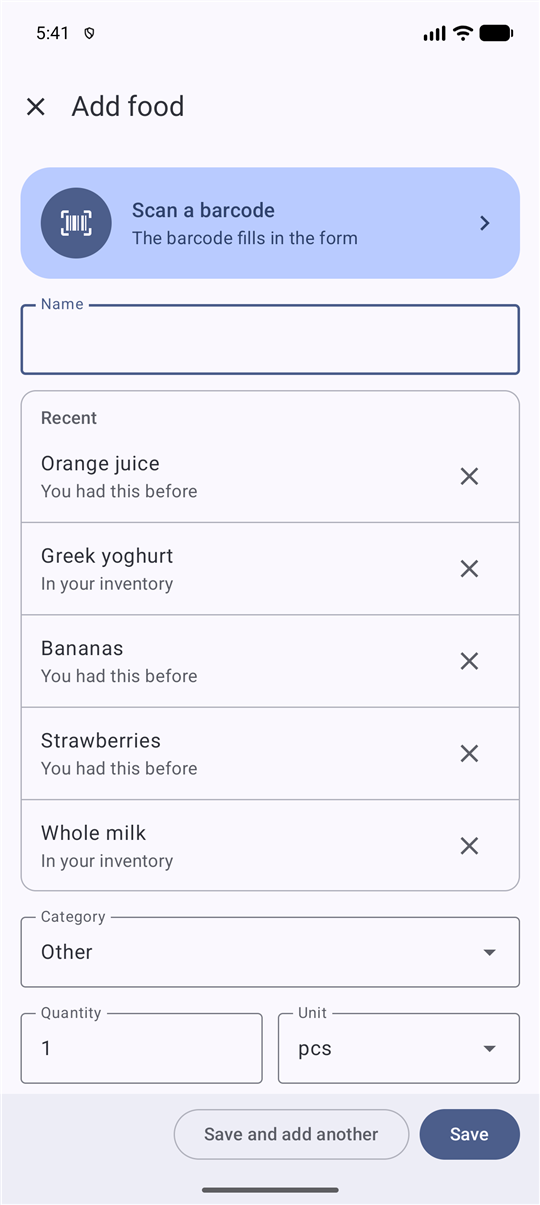 5:41
Add food
Scan a barcode
The barcode fills in the form
Name
Recent
Orange juice
You had this before
Greek yoghurt
In your inventory
Bananas
You had this before
Strawberries
You had this before
Whole milk
In your inventory
Category
Other
Quantity
Unit
1
pcs
Save and add another
Save